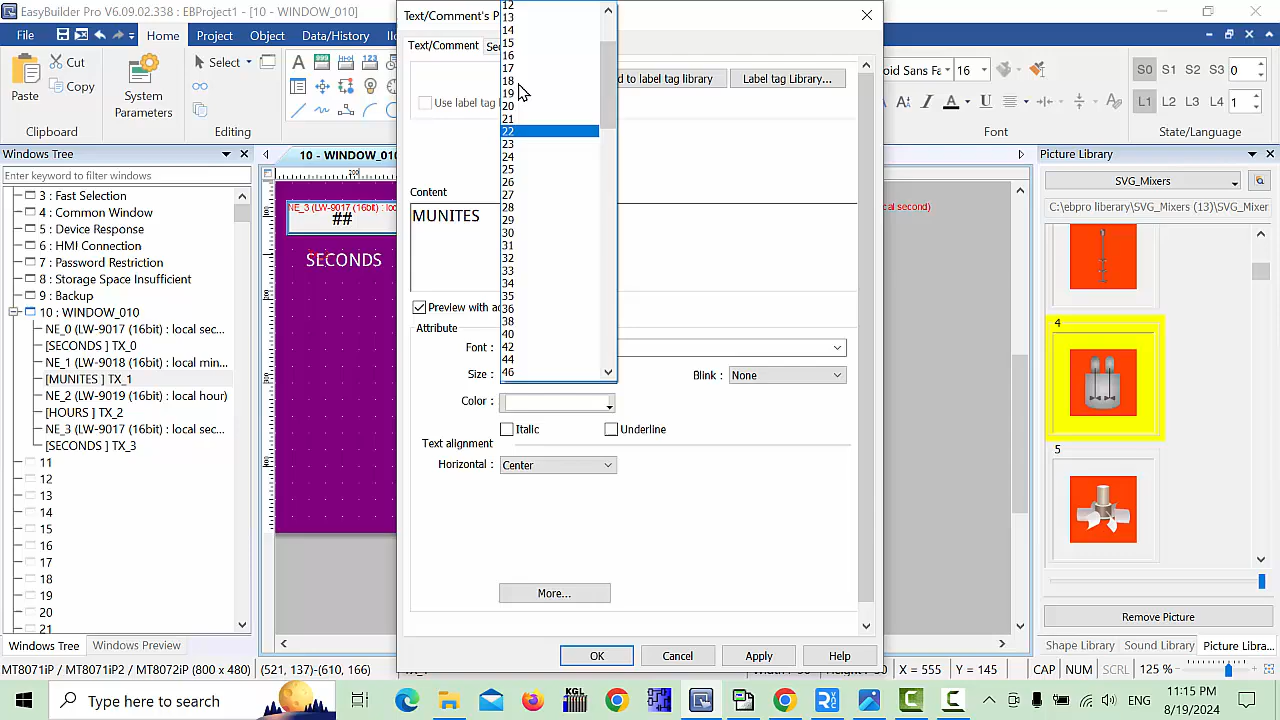 EasyBuilder Pro V6.09.02.338 : EBProject1 - [10 - WINDOW_010]
File
Home
Project
Object
Data/History
Paste
Cut
Copy
Clipboard
System
Parameters
Select
Editing
16
Font
S0 S1 S2 S3 0
L1 L2 L3 L4 1
State/Language
Windows Tree
Enter keyword to filter windows
3 : Fast Selection
4 : Common Window
5 : Device Response
6 : HMI Connection
7 : Password Restriction
8 : Storage Space Insufficient
9 : Backup
10 : WINDOW_010
NE_0 (LW-9017 (16bit) : local sec...
[SECONDS ] TX_0
NE_1 (LW-9018 (16bit) : local min...
[MUNITES ] TX_1
NE_2 (LW-9019 (16bit) : local hour)
[HOURS ] TX_2
NE_3 (LW-9017 (16bit) : local sec...
[SECONDS ] TX_3
11
12
13
14
15
16
17
18
19
20
21
Windows Tree
Windows Preview
10 - WINDOW_010
200
NE_3 (LW-9017 (16bit) : loc
##
SECONDS
cal second)
Text/Comment's P
Text/Comment
Se
d to label tag library
Label tag Library...
Use label tag
Content
MUNITES
Preview with a
Attribute
Font :
Size :
Blink :
None
Color :
Italic
Underline
Text alignment
Horizontal :
Center
More...
OK
Cancel
Apply
Help
12
13
14
15
16
17
18
19
20
21
22
23
24
25
26
27
28
29
30
31
32
33
34
35
36
38
40
42
44
46
Picture Library
SVG_Mixers
C:\ebpro liberary\SVG_Mixers (13)\SVG_Mixer
4
5
Remove Picture
Shape Library
Sound Library
Picture Libra...
MT8071iP / MT8071iP2 / MT8072iP (800 x 480)
(521, 137)-(610, 166)
X = 555
Y = 145
CAP
NUM
SCRL
125 %
Type here to search
KGL
ENG
11:15 PM
8/19/2024